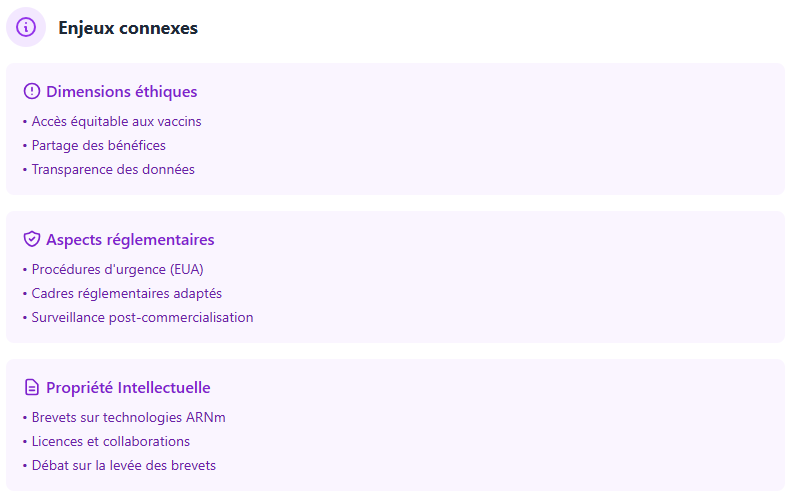 Enjeux connexes
Dimensions éthiques
• Accès équitable aux vaccins
• Partage des bénéfices
• Transparence des données
Aspects réglementaires
• Procédures d'urgence (EUA)
• Cadres réglementaires adaptés
• Surveillance post-commercialisation
Propriété Intellectuelle
• Brevets sur technologies ARNm
• Licences et collaborations
• Débat sur la levée des brevets